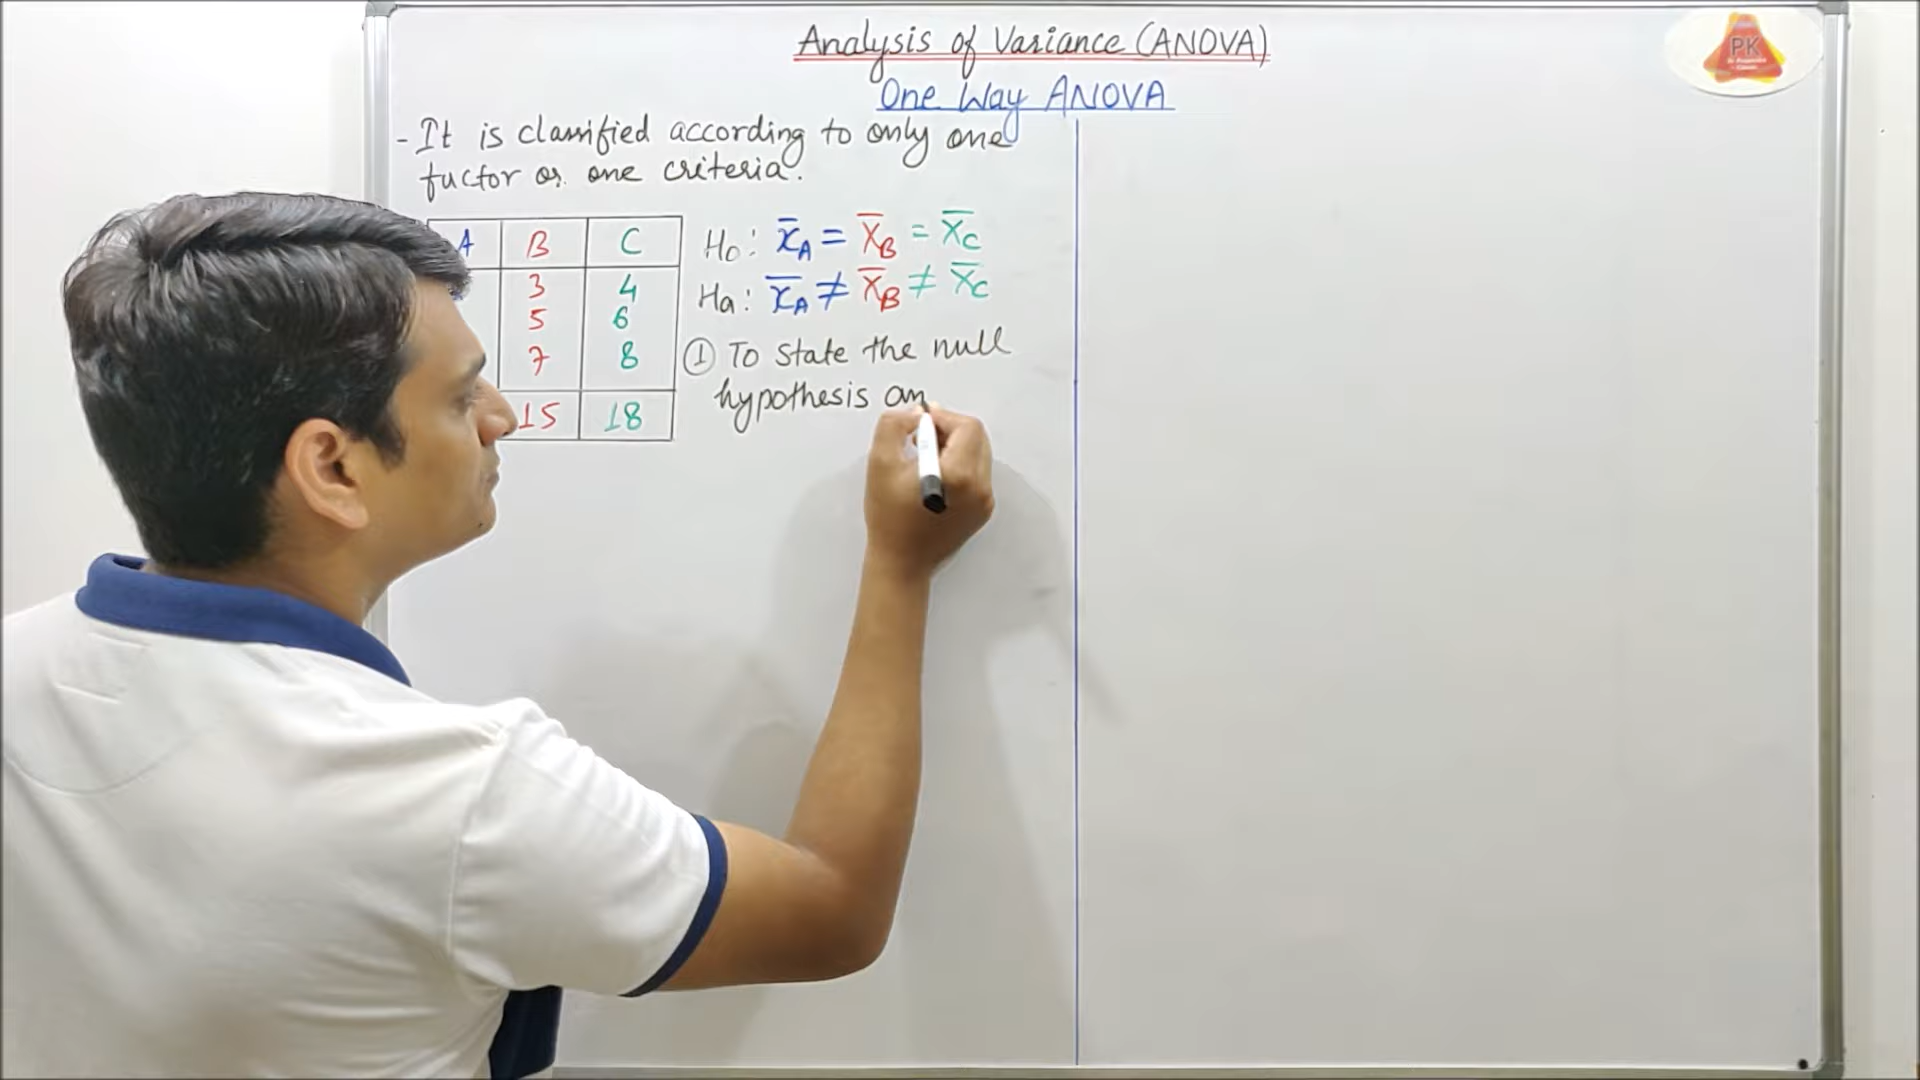 Analysis of Variance (ANOVA)
One Way ANOVA
PK
- It is classified according to only one
factor or one criteria.
A B C
3 4
5 6
7 8
15 18
Ho: x̄A = X̄B = X̄C
Ha: x̄A ≠ X̄B ≠ X̄C
① To State the null
hypothesis an